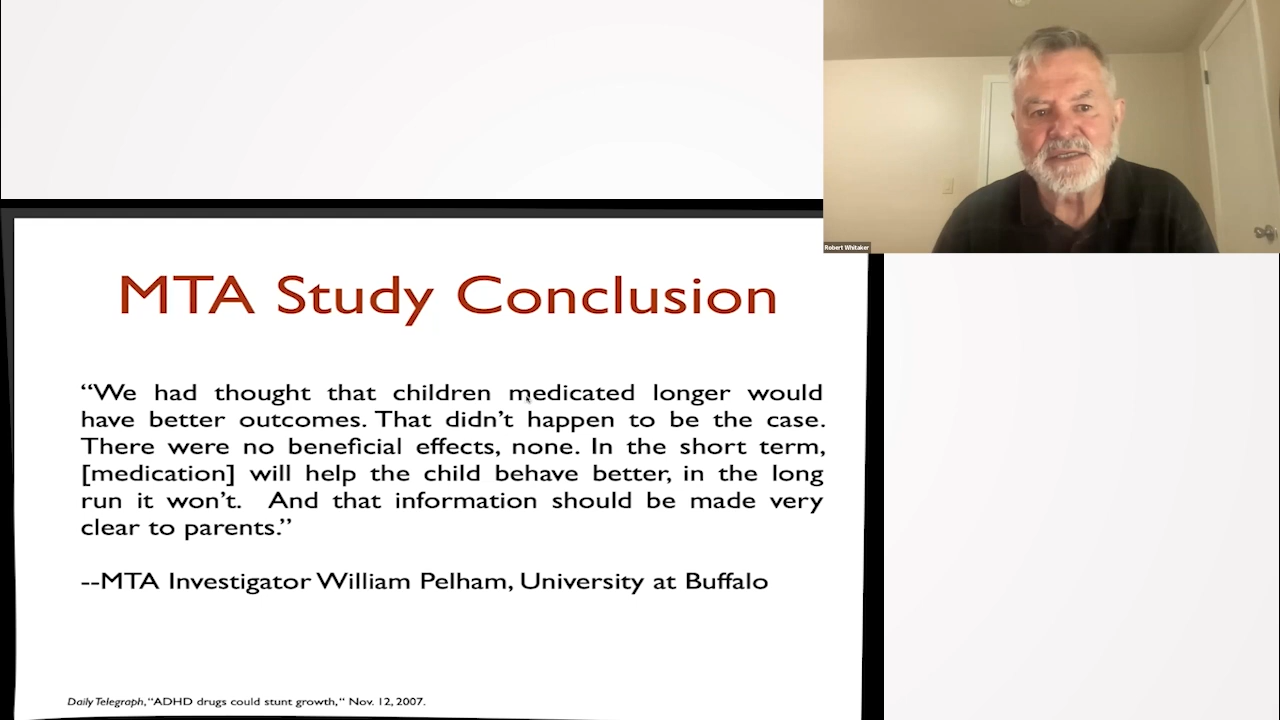 Robert Whitaker
MTA Study Conclusion
“We had thought that children medicated longer would
have better outcomes. That didn’t happen to be the case.
There were no beneficial effects, none. In the short term,
[medication] will help the child behave better, in the long
run it won’t. And that information should be made very
clear to parents.”
--MTA Investigator William Pelham, University at Buffalo
Daily Telegraph, “ADHD drugs could stunt growth,“ Nov. 12, 2007.